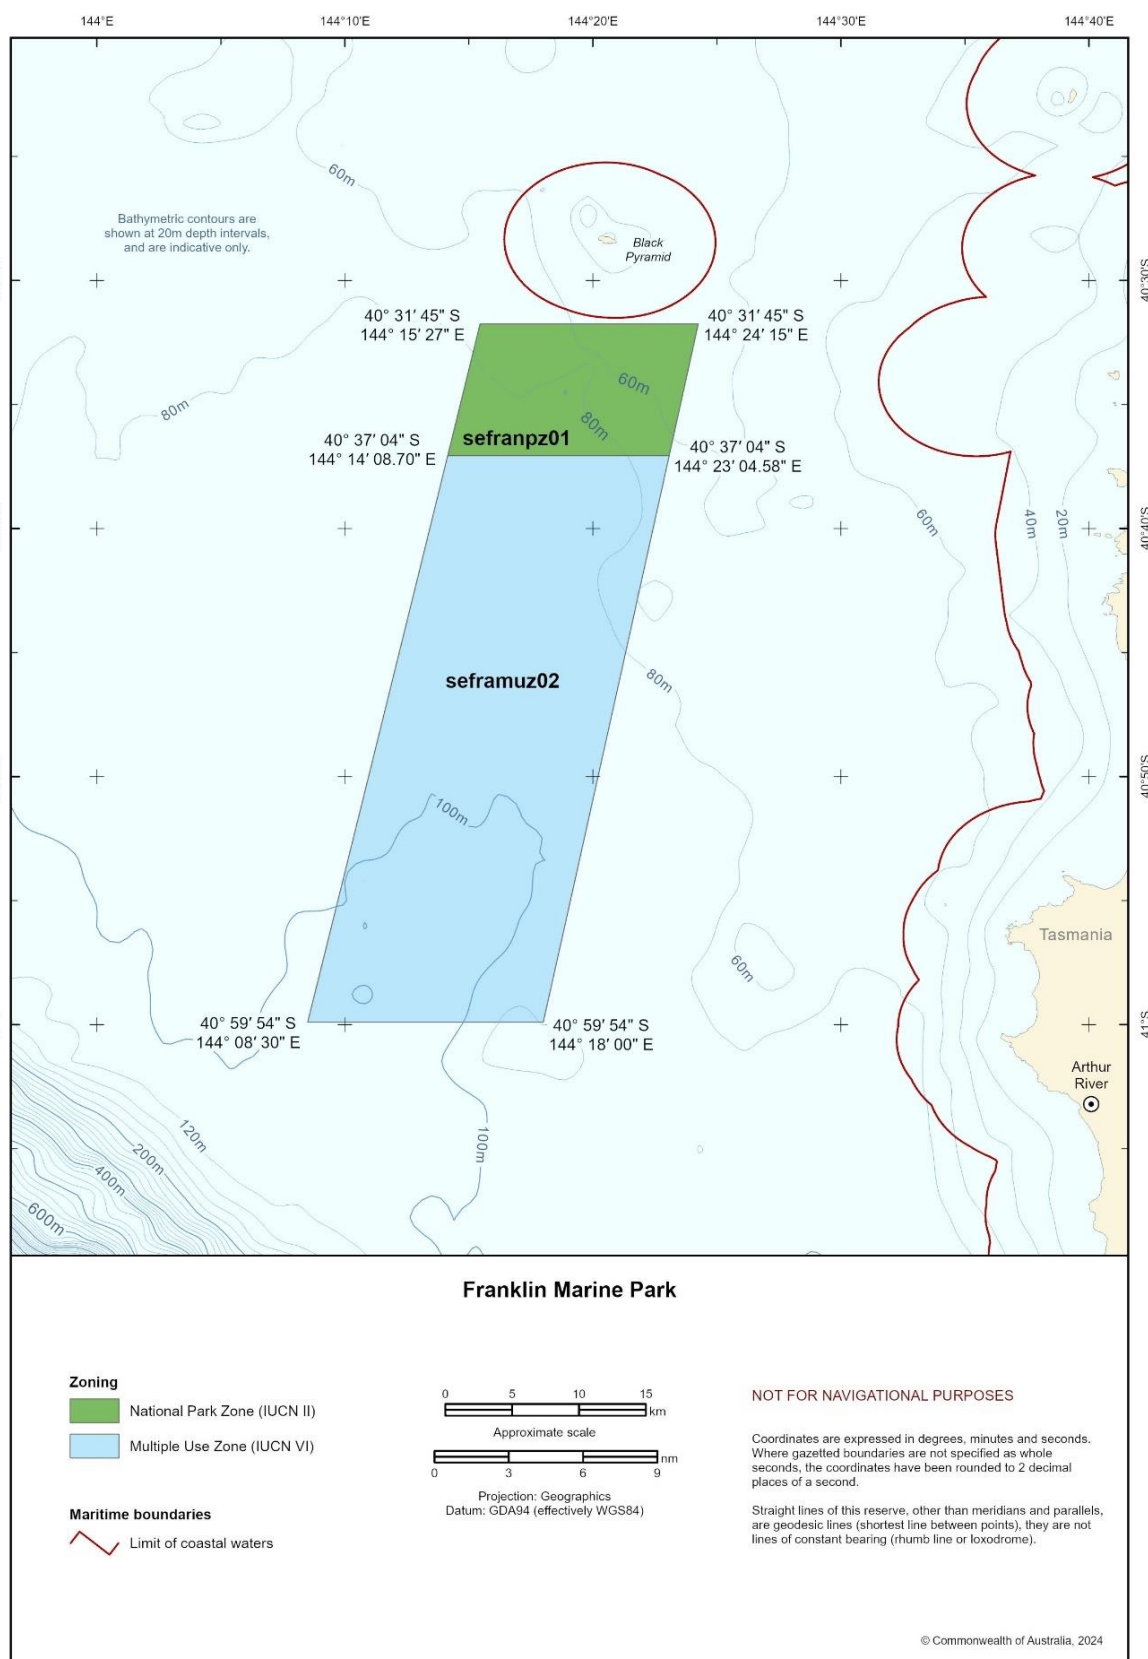 144°E
144°10'E
144°20'E
144°30'E
144°40'E
60m
Bathymetric contours are
shown at 20m depth intervals,
and are indicative only.
Black
Pyramid
40°30'S
40° 31′ 45" S
144° 15′ 27" E
40° 31′ 45" S
144° 24′ 15" E
60m
80m
80m
sefranpz01
40° 37′ 04" S
144° 14′ 08.70" E
40° 37′ 04" S
144° 23′ 04.58" E
60m
40m
20m
40°40'S
seframuz02
80m
40°50'S
100m
Tasmania
60m
40° 59′ 54" S
144° 08′ 30" E
40° 59′ 54" S
144° 18′ 00" E
41°S
Arthur
River
120m
200m
400m
600m
100m
Franklin Marine Park
Zoning
National Park Zone (IUCN II)
Multiple Use Zone (IUCN VI)
Maritime boundaries
Limit of coastal waters
0 5 10 15
km
Approximate scale
nm
0 3 6 9
Projection: Geographics
Datum: GDA94 (effectively WGS84)
NOT FOR NAVIGATIONAL PURPOSES
Coordinates are expressed in degrees, minutes and seconds.
Where gazetted boundaries are not specified as whole
seconds, the coordinates have been rounded to 2 decimal
places of a second.
Straight lines of this reserve, other than meridians and parallels,
are geodesic lines (shortest line between points), they are not
lines of constant bearing (rhumb line or loxodrome).
© Commonwealth of Australia, 2024